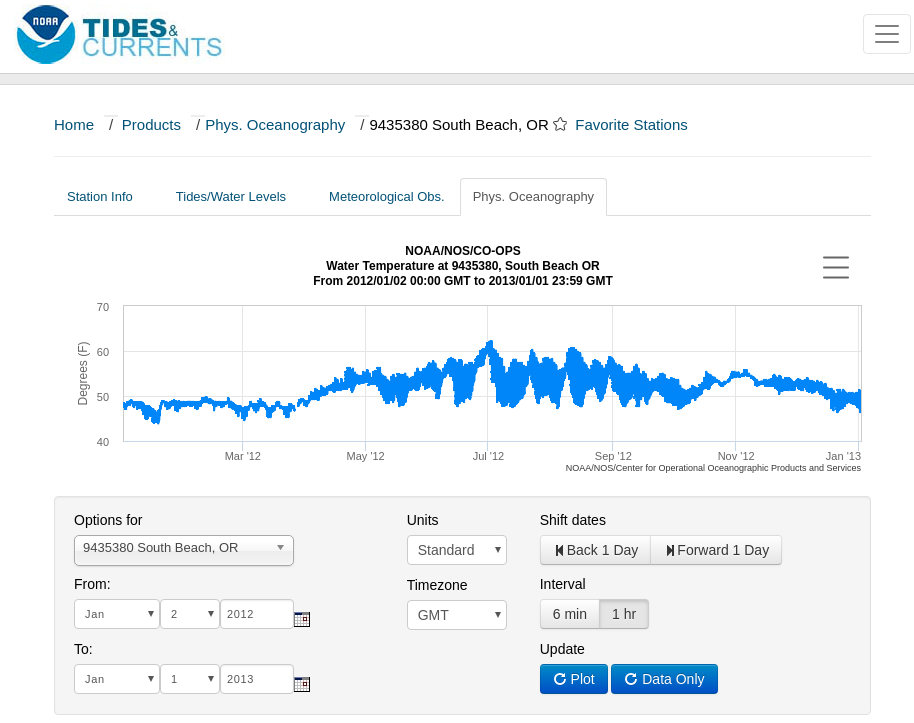 NOAA
TIDES&
CURRENTS
Home / Products / Phys. Oceanography / 9435380 South Beach, OR Favorite Stations
Station Info Tides/Water Levels Meteorological Obs. Phys. Oceanography
NOAA/NOS/CO-OPS
Water Temperature at 9435380, South Beach OR
From 2012/01/02 00:00 GMT to 2013/01/01 23:59 GMT
Degrees (F)
70
60
50
40
Mar '12 May '12 Jul '12 Sep '12 Nov '12 Jan '13
NOAA/NOS/Center for Operational Oceanographic Products and Services
Options for Units Shift dates
9435380 South Beach, OR Standard Back 1 Day Forward 1 Day
From: Timezone Interval
Jan 2 2012 GMT 6 min 1 hr
To: Update
Jan 1 2013 Plot Data Only